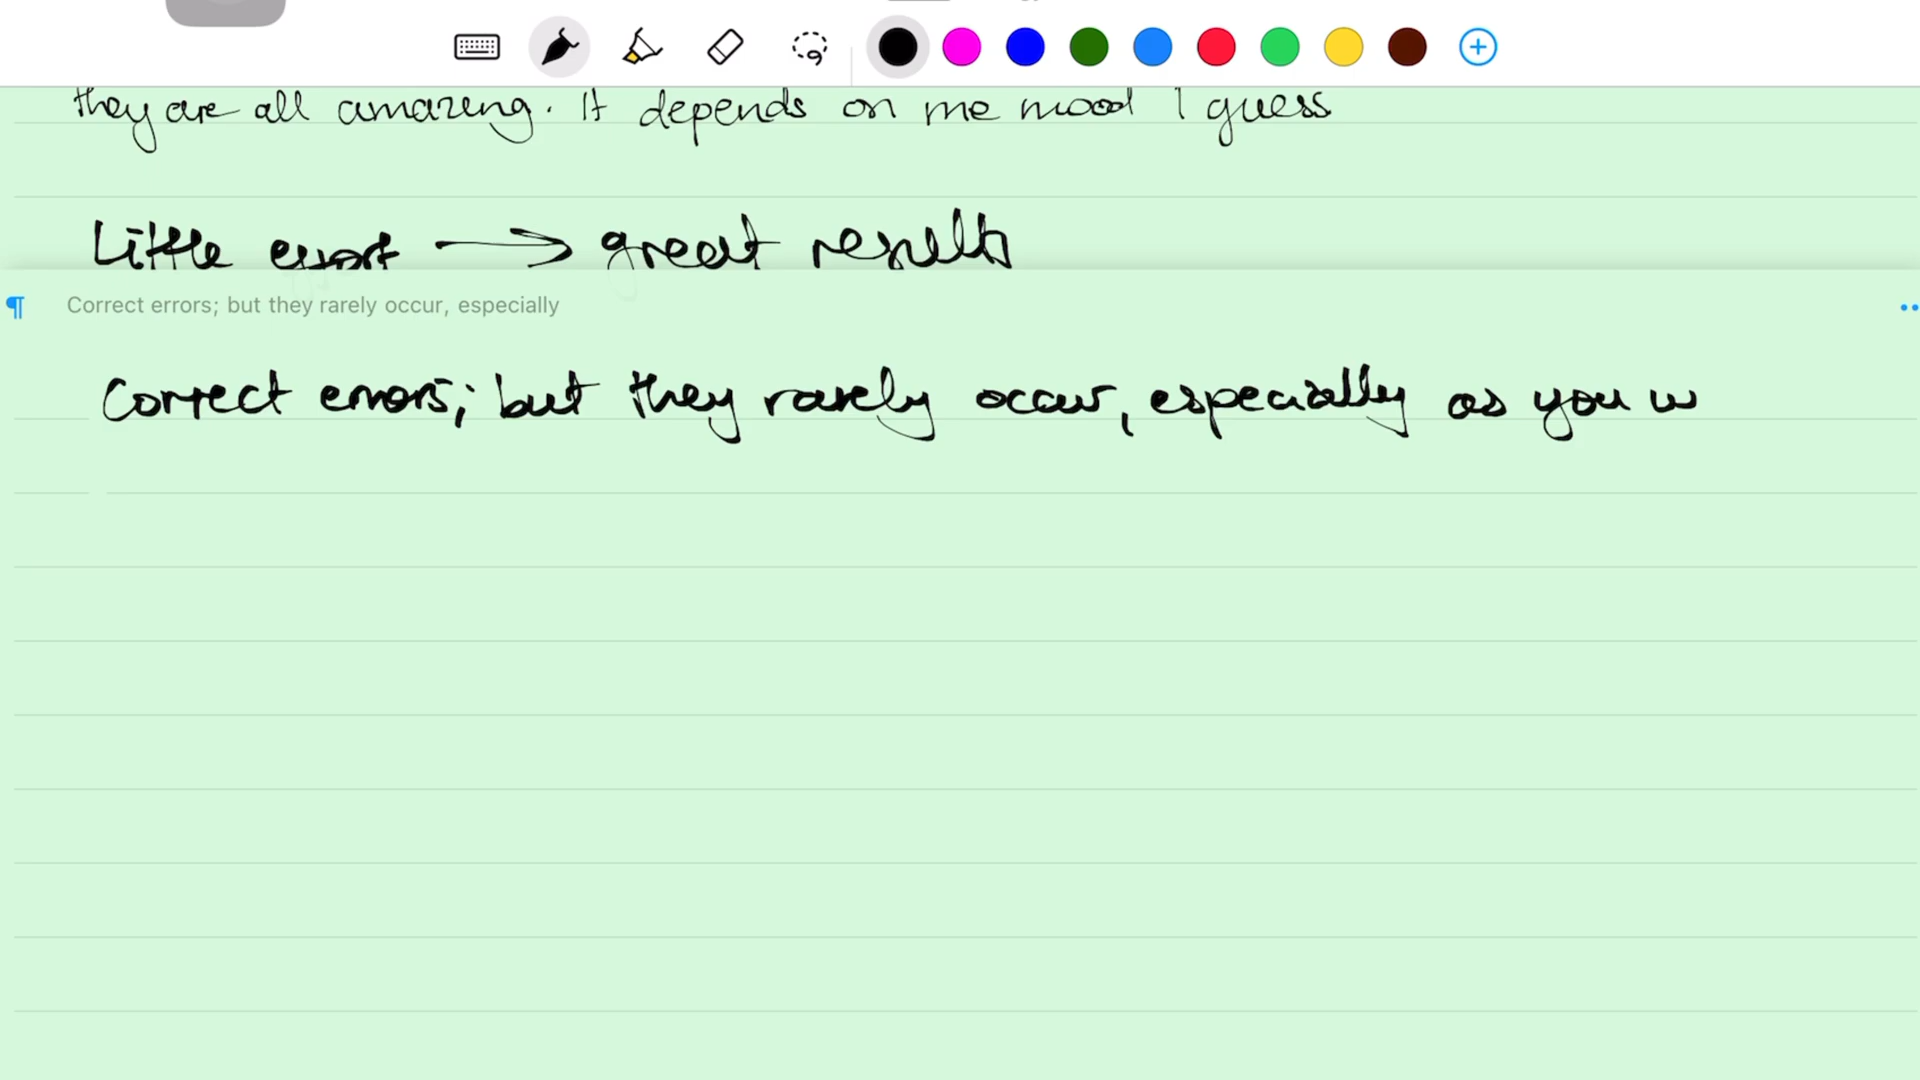 they are all amazing. It depends on me mood I guess
Little effort → great results
¶ Correct errors; but they rarely occur, especially
Correct errors; but they rarely occur, especially as you w